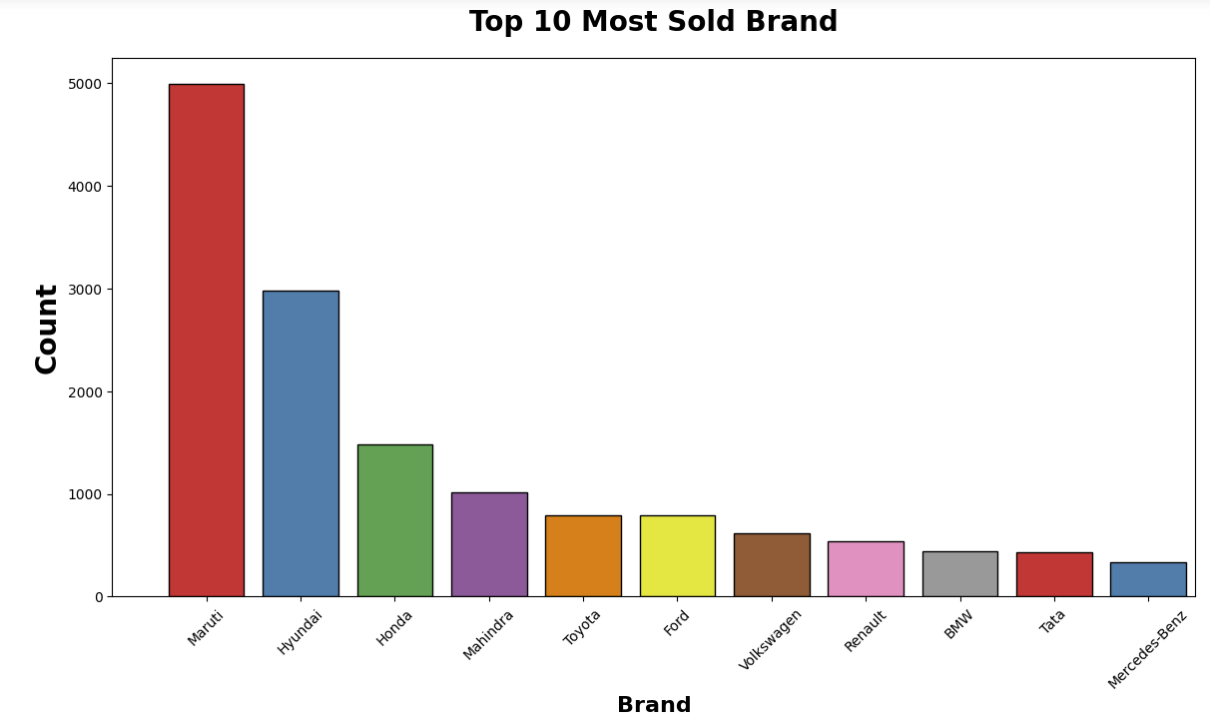 Top 10 Most Sold Brand
5000
4000
3000
2000
1000
0
Count
Maruti
Hyundai
Honda
Mahindra
Toyota
Ford
Volkswagen
Renault
BMW
Tata
Mercedes-Benz
Brand